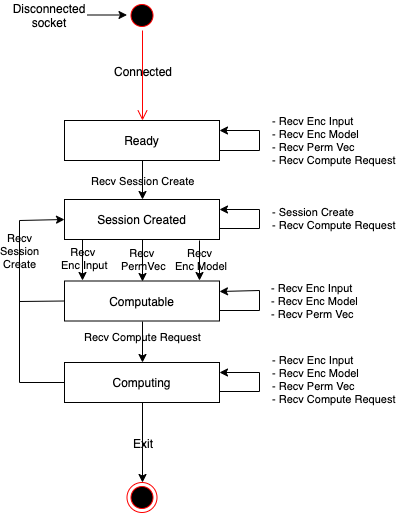 Disconnected
socket
Connected
Ready
- Recv Enc Input
- Recv Enc Model
- Recv Perm Vec
- Recv Compute Request
Recv Session Create
Session Created
- Session Create
- Recv Compute Request
Recv
Session
Create
Recv
Enc Input
Recv
PermVec
Recv
Enc Model
Computable
- Recv Enc Input
- Recv Enc Model
- Recv Perm Vec
Recv Compute Request
Computing
- Recv Enc Input
- Recv Enc Model
- Recv Perm Vec
- Recv Compute Request
Exit